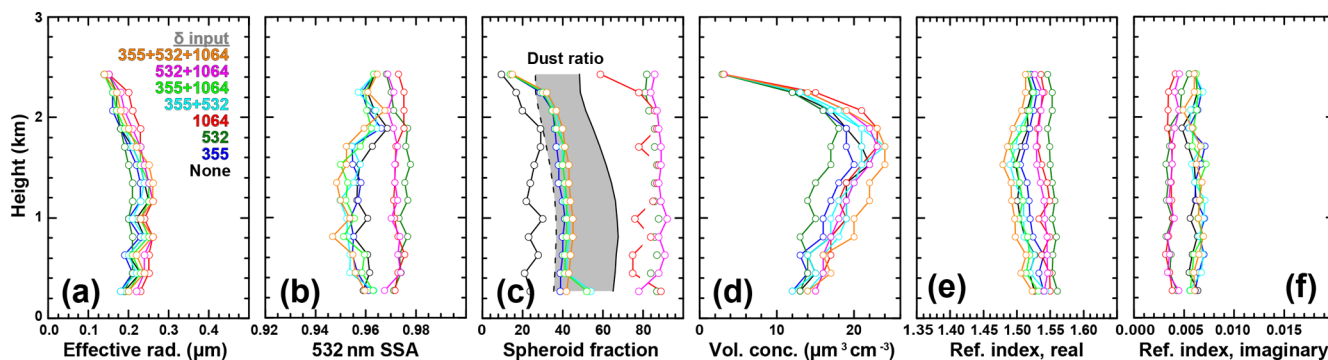 3
2
1
0
Height (km)
δ input
355+532+1064
532+1064
355+1064
355+532
1064
532
355
None
(a)
0.0 0.1 0.2 0.3 0.4 0.5
Effective rad. (µm)
(b)
0.92 0.94 0.96 0.98
532 nm SSA
Dust ratio
(c)
0 20 40 60 80
Spheroid fraction
(d)
0 10 20
Vol. conc. (µm³ cm⁻³)
(e)
1.35 1.40 1.45 1.50 1.55 1.60
Ref. index, real
(f)
0.000 0.005 0.010 0.015
Ref. index, imaginary